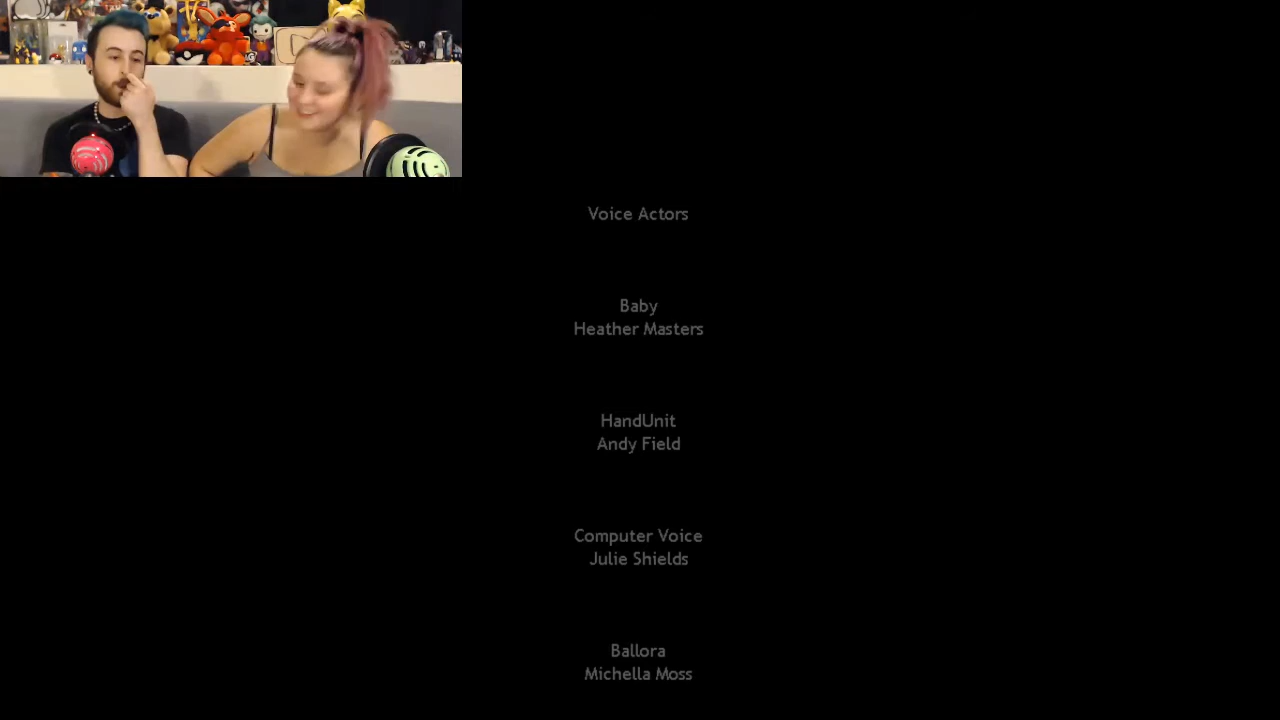 Voice Actors
Baby
Heather Masters
HandUnit
Andy Field
Computer Voice
Julie Shields
Ballora
Michella Moss